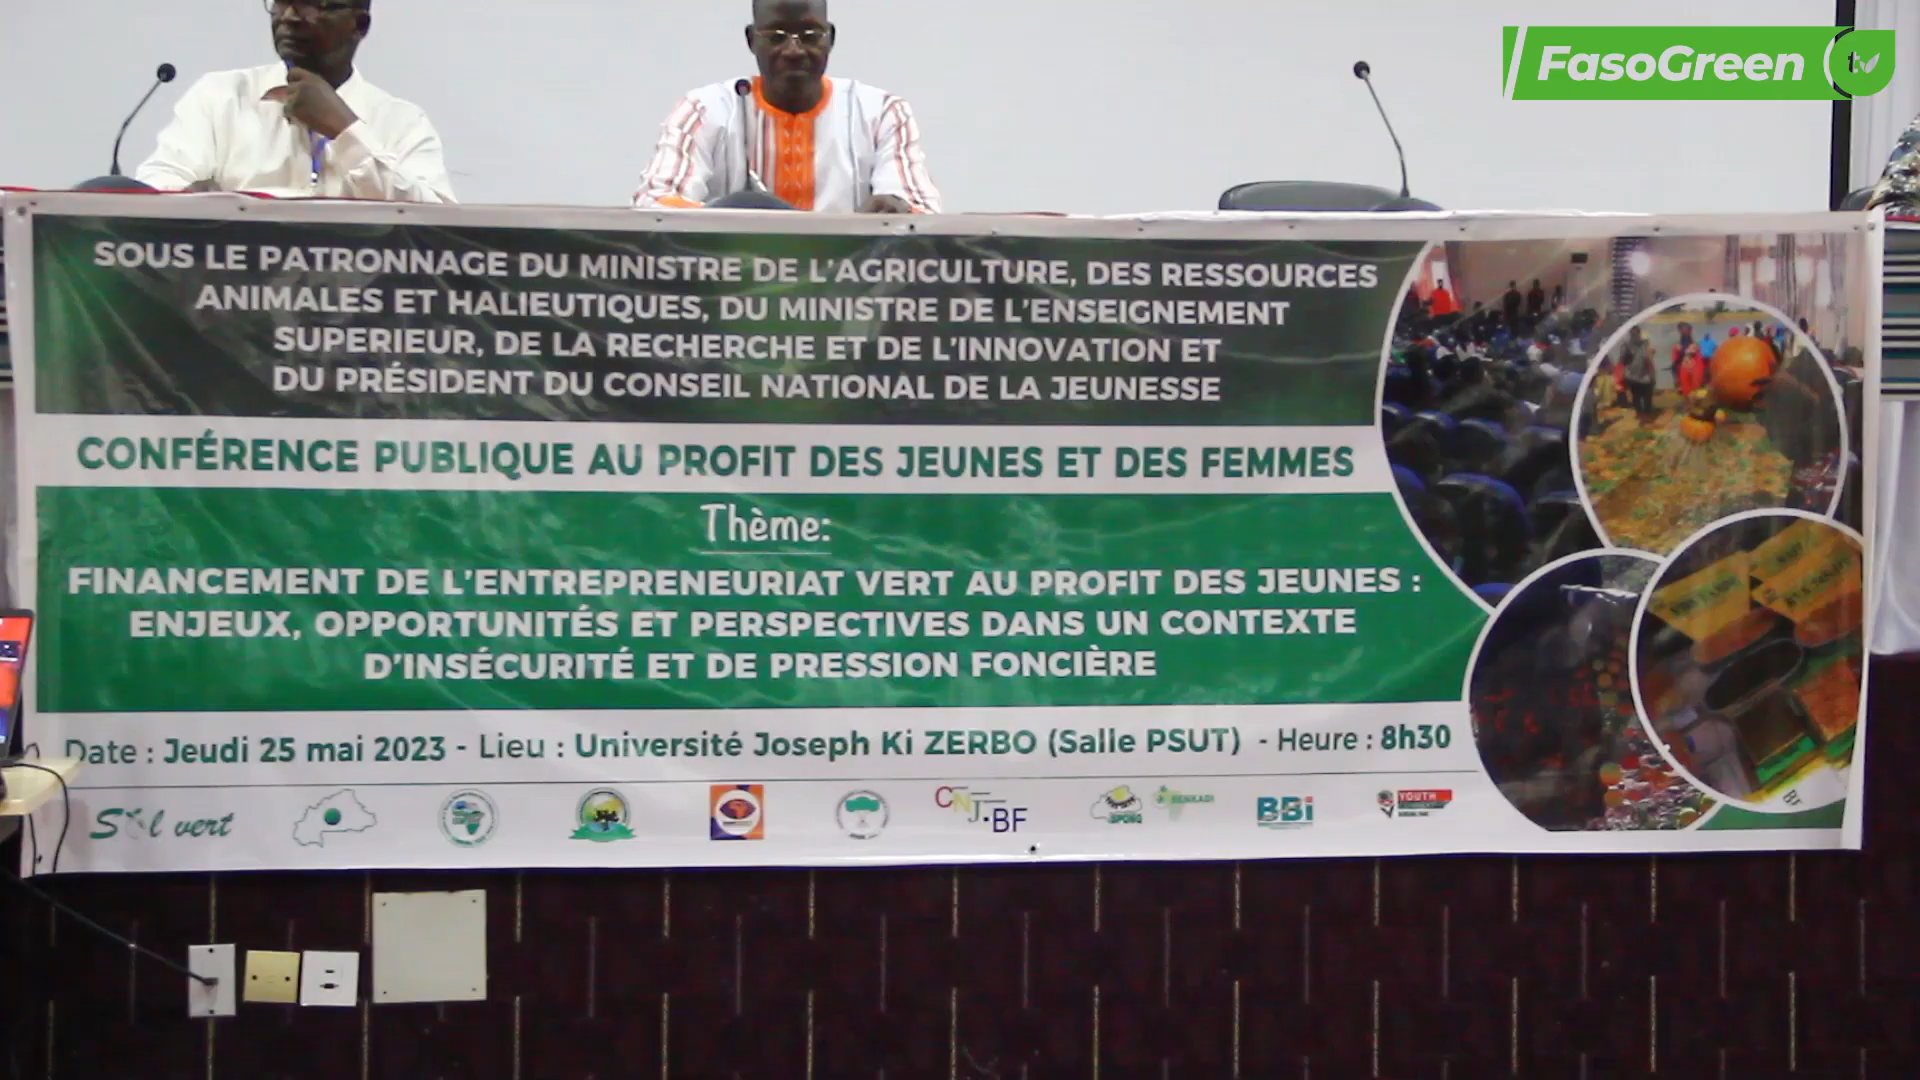 FasoGreen tv
SOUS LE PATRONNAGE DU MINISTRE DE L'AGRICULTURE, DES RESSOURCES
ANIMALES ET HALIEUTIQUES, DU MINISTRE DE L'ENSEIGNEMENT
SUPERIEUR, DE LA RECHERCHE ET DE L'INNOVATION ET
DU PRÉSIDENT DU CONSEIL NATIONAL DE LA JEUNESSE
CONFÉRENCE PUBLIQUE AU PROFIT DES JEUNES ET DES FEMMES
Thème:
FINANCEMENT DE L'ENTREPRENEURIAT VERT AU PROFIT DES JEUNES :
ENJEUX, OPPORTUNITÉS ET PERSPECTIVES DANS UN CONTEXTE
D'INSÉCURITÉ ET DE PRESSION FONCIÈRE
Date : Jeudi 25 mai 2023 - Lieu : Université Joseph Ki ZERBO (Salle PSUT) - Heure : 8h30
Sol vert
CNJ-BF
SPONG
BENKADI
BBi
YOUTH